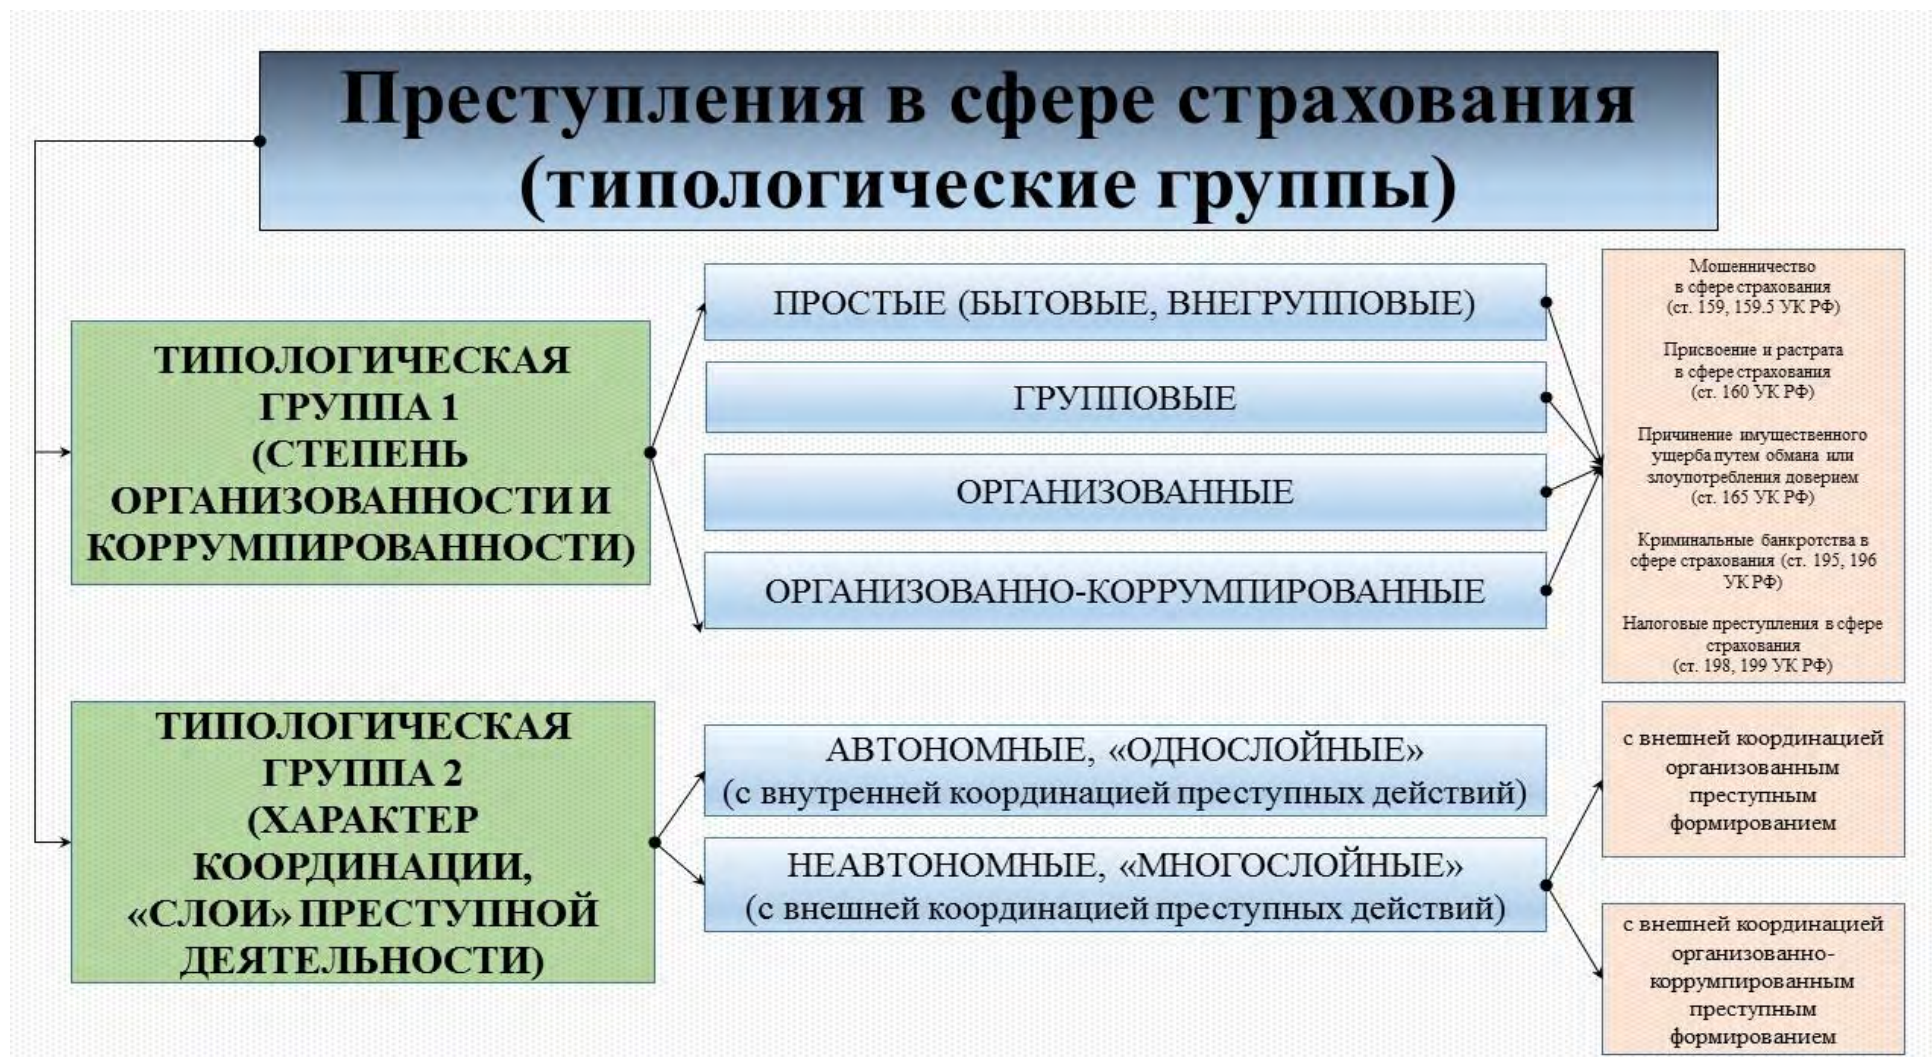 Преступления в сфере страхования
(типологические группы)
ТИПОЛОГИЧЕСКАЯ
ГРУППА 1
(СТЕПЕНЬ
ОРГАНИЗОВАННОСТИ И
КОРРУМПИРОВАННОСТИ)
ПРОСТЫЕ (БЫТОВЫЕ, ВНЕГРУППОВЫЕ)
ГРУППОВЫЕ
ОРГАНИЗОВАННЫЕ
ОРГАНИЗОВАННО-КОРРУМПИРОВАННЫЕ
Мошенничество
в сфере страхования
(ст. 159, 159.5 УК РФ)
Присвоение и растрата
в сфере страхования
(ст. 160 УК РФ)
Причинение имущественного
ущерба путем обмана или
злоупотребления доверием
(ст. 165 УК РФ)
Криминальные банкротства в
сфере страхования (ст. 195, 196
УК РФ)
Налоговые преступления в сфере
страхования
(ст. 198, 199 УК РФ)
ТИПОЛОГИЧЕСКАЯ
ГРУППА 2
(ХАРАКТЕР
КООРДИНАЦИИ,
«СЛОИ» ПРЕСТУПНОЙ
ДЕЯТЕЛЬНОСТИ)
АВТОНОМНЫЕ, «ОДНОСЛОЙНЫЕ»
(с внутренней координацией преступных действий)
НЕАВТОНОМНЫЕ, «МНОГОСЛОЙНЫЕ»
(с внешней координацией преступных действий)
с внешней координацией
организованным
преступным
формированием
с внешней координацией
организованно-
коррумпированным
преступным
формированием